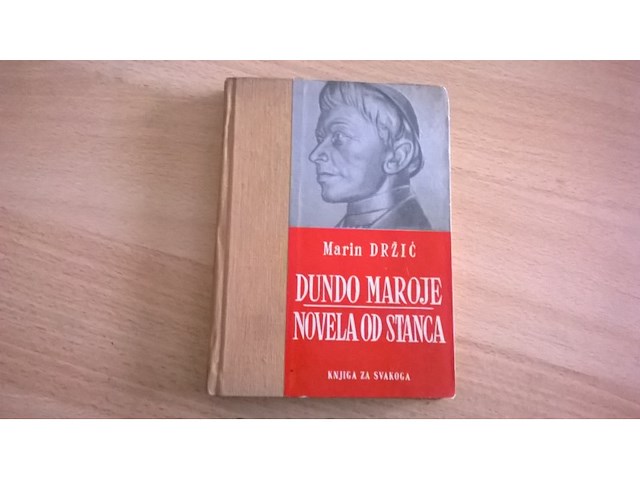 Marin DRŽIĆ
DUNDO MAROJE
NOVELA OD STANCA
KNJIGA ZA SVAKOGA